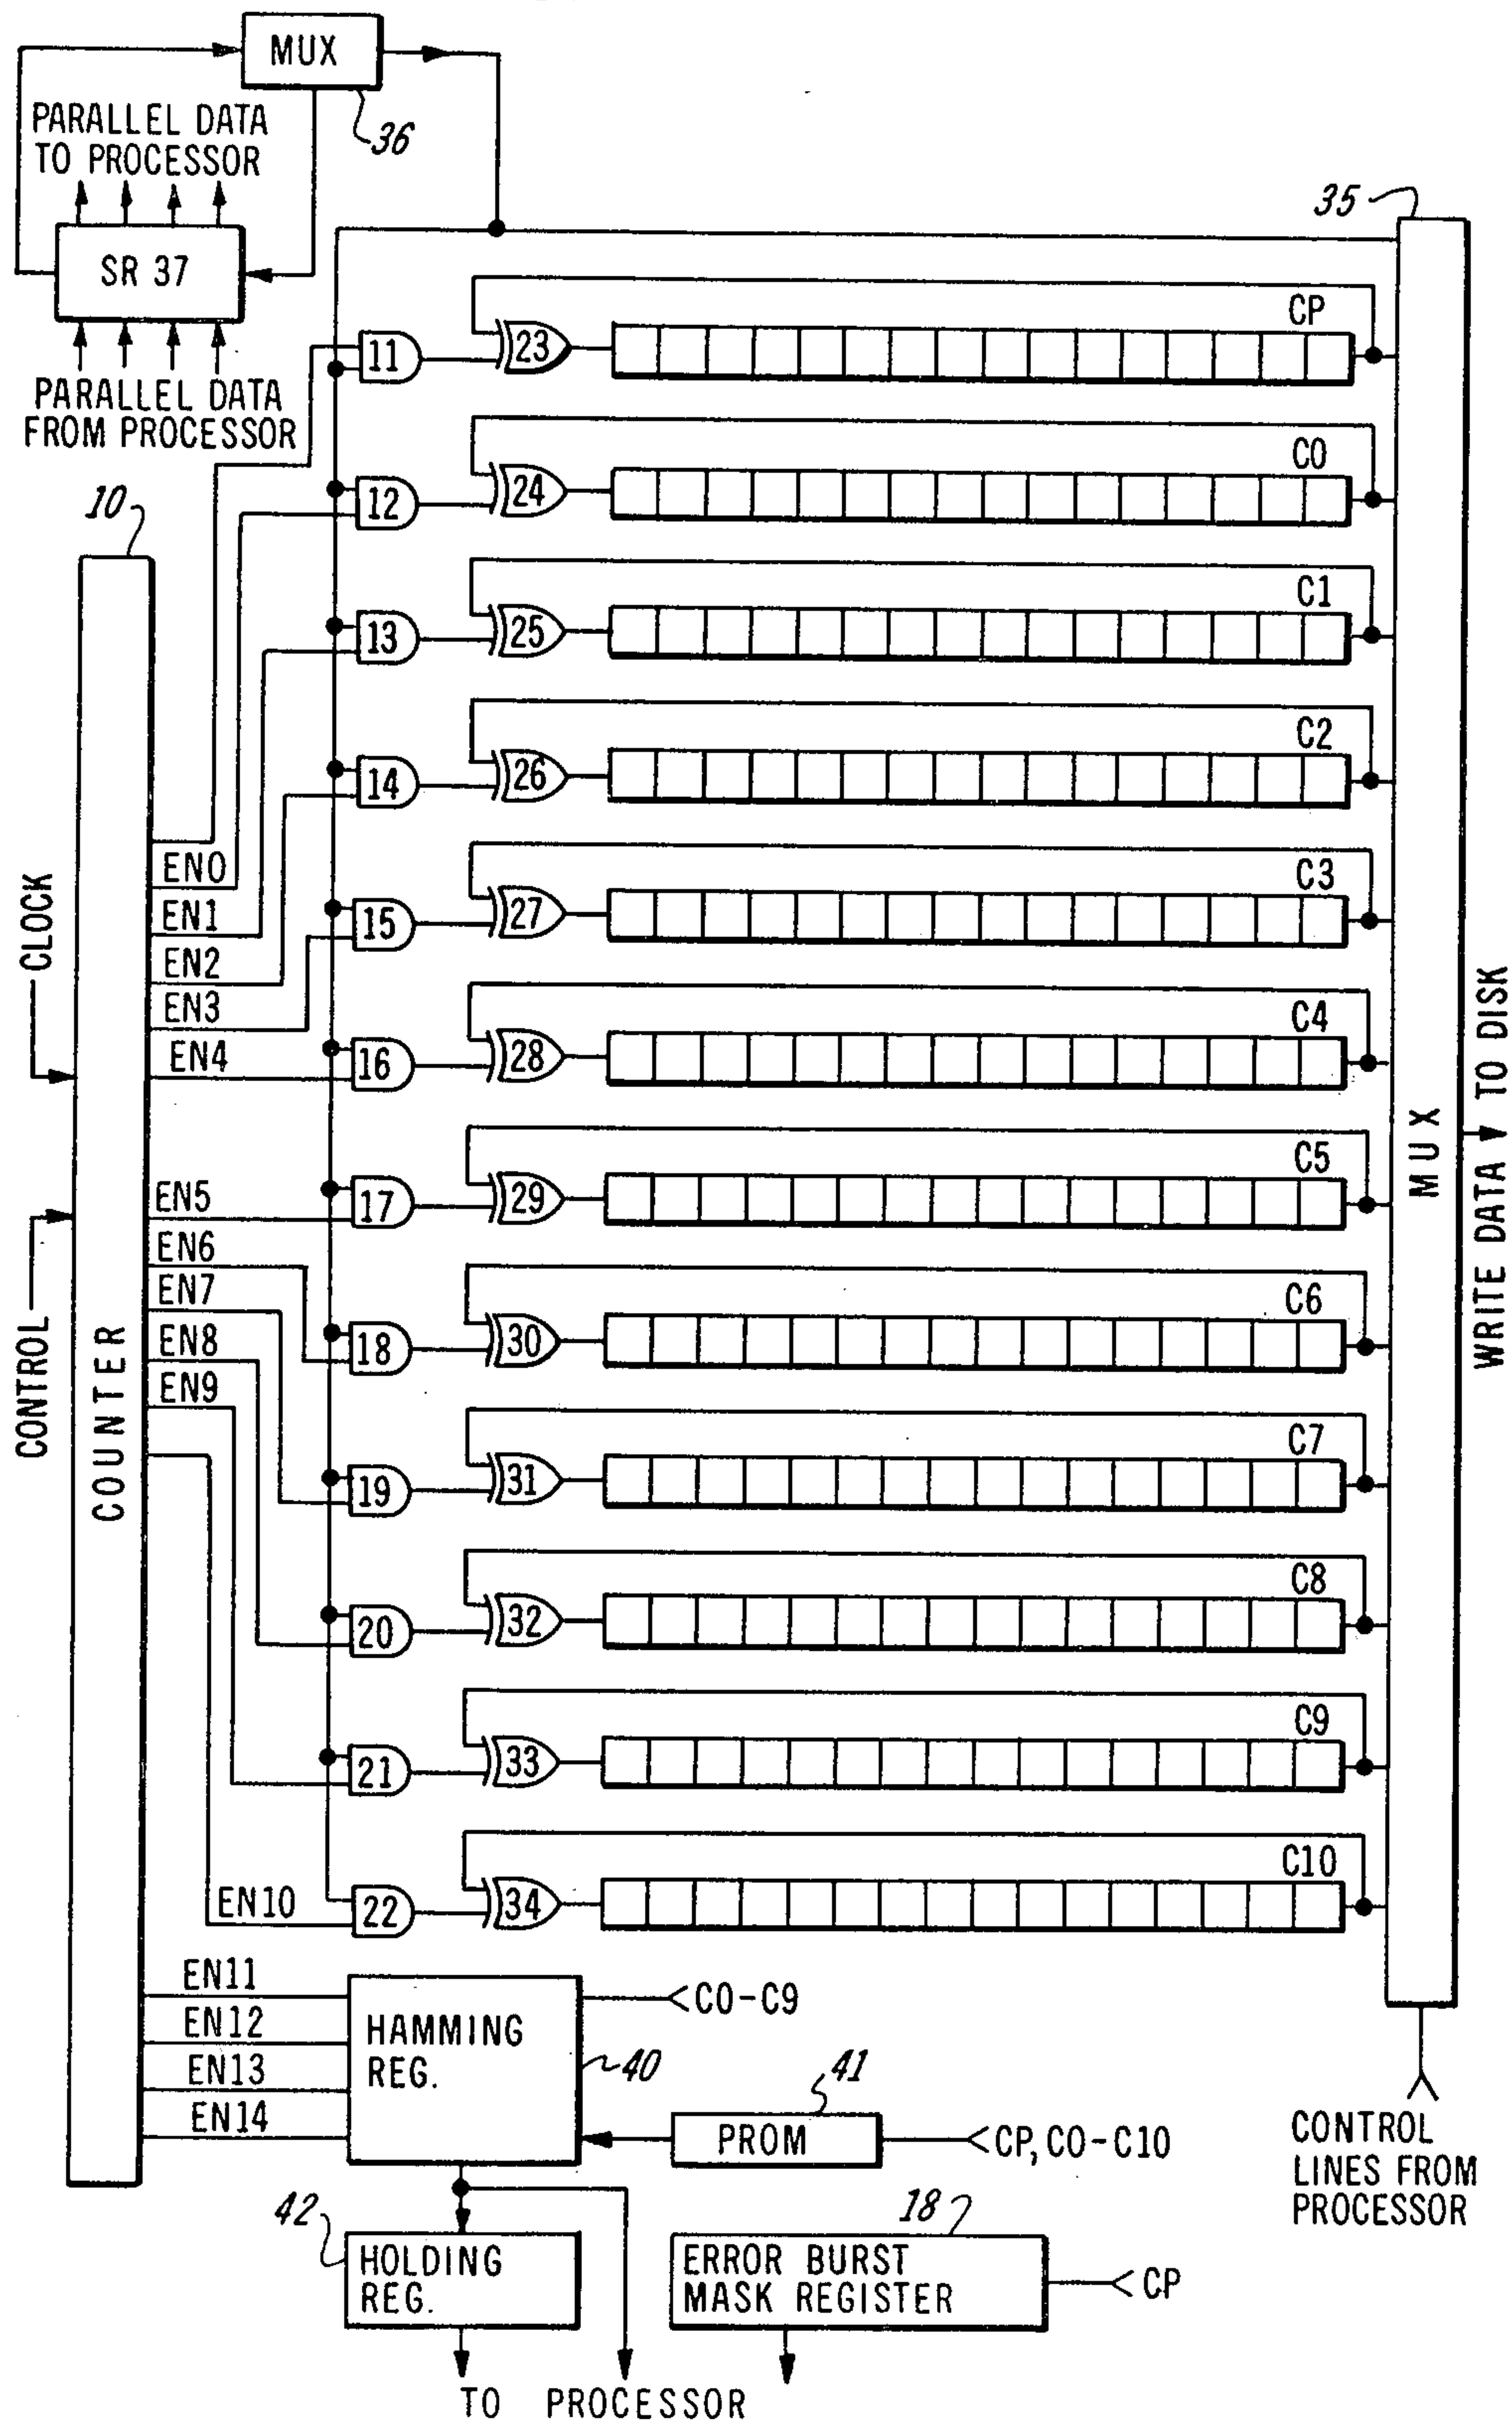 MUX
36
PARALLEL DATA
TO PROCESSOR
SR 37
PARALLEL DATA
FROM PROCESSOR
35
CP
11
23
C0
12
24
10
C1
13
25
C2
14
26
C3
15
27
EN0
EN1
EN2
EN3
EN4
CLOCK
C4
16
28
C5
17
29
EN5
EN6
EN7
EN8
EN9
CONTROL
COUNTER
MUX
WRITE DATA TO DISK
C6
18
30
C7
19
31
C8
20
32
C9
21
33
C10
EN10
22
34
EN11
EN12
EN13
EN14
HAMMING
REG.
C0-C9
40
41
PROM
CP, C0-C10
CONTROL
LINES FROM
PROCESSOR
42
HOLDING
REG.
18
ERROR BURST
MASK REGISTER
CP
TO PROCESSOR